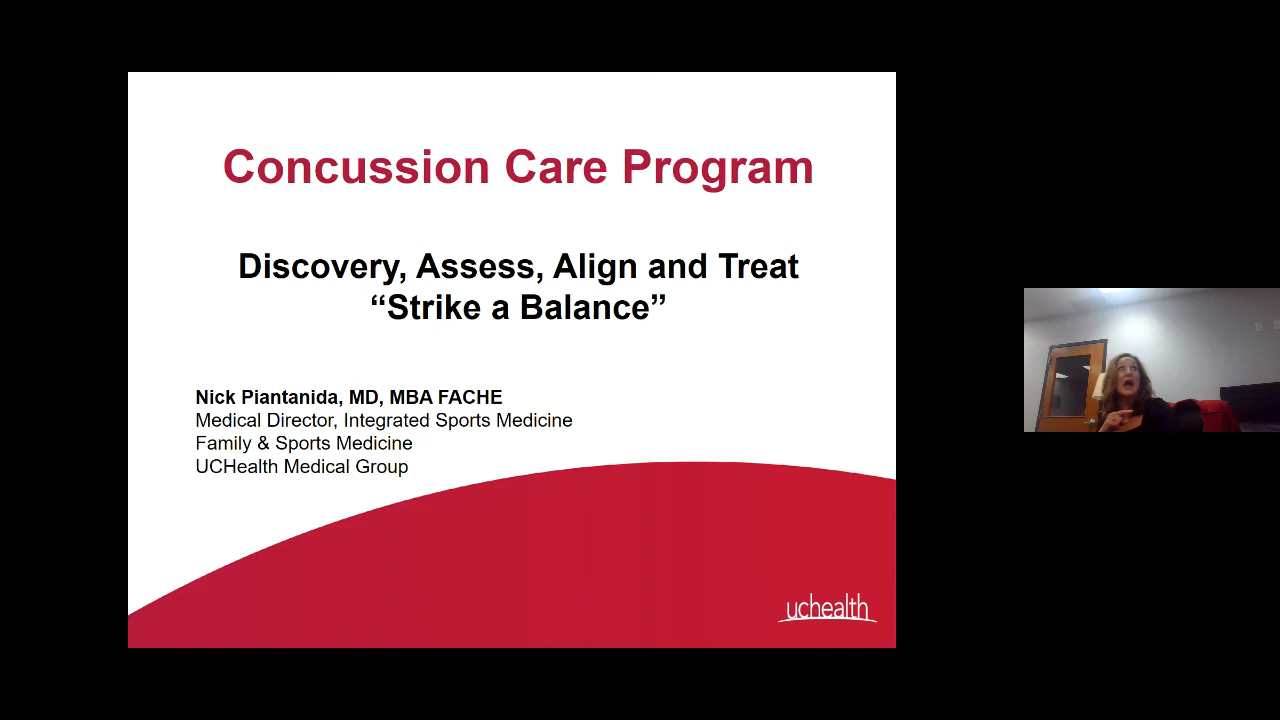 Concussion Care Program
Discovery, Assess, Align and Treat
“Strike a Balance”
Nick Piantanida, MD, MBA FACHE
Medical Director, Integrated Sports Medicine
Family & Sports Medicine
UCHealth Medical Group
uchealth